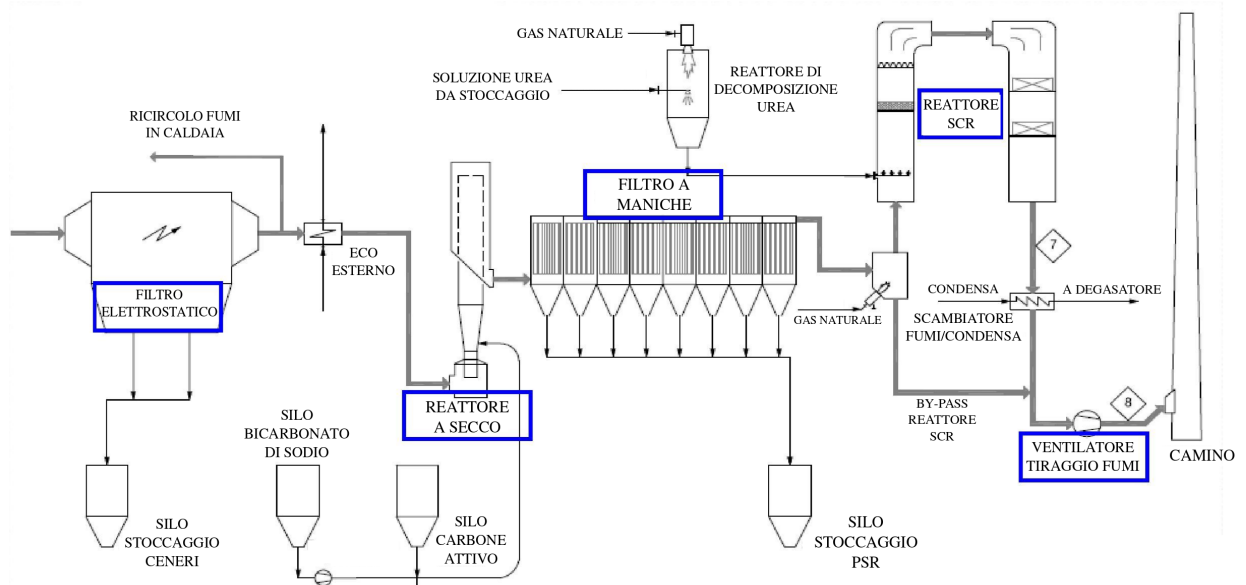 GAS NATURALE
SOLUZIONE UREA
DA STOCCAGGIO
REATTORE DI
DECOMPOSIZIONE
UREA
REATTORE
SCR
RICIRCOLO FUMI
IN CALDAIA
FILTRO A
MANICHE
ECO
ESTERNO
7
FILTRO
ELETTROSTATICO
CONDENSA
A DEGASATORE
GAS NATURALE
SCAMBIATORE
FUMI/CONDENSA
REATTORE
A SECCO
BY-PASS
REATTORE
SCR
8
VENTILATORE
TIRAGGIO FUMI
CAMINO
SILO
BICARBONATO
DI SODIO
SILO
STOCCAGGIO
CENERI
SILO
CARBONE
ATTIVO
SILO
STOCCAGGIO
PSR